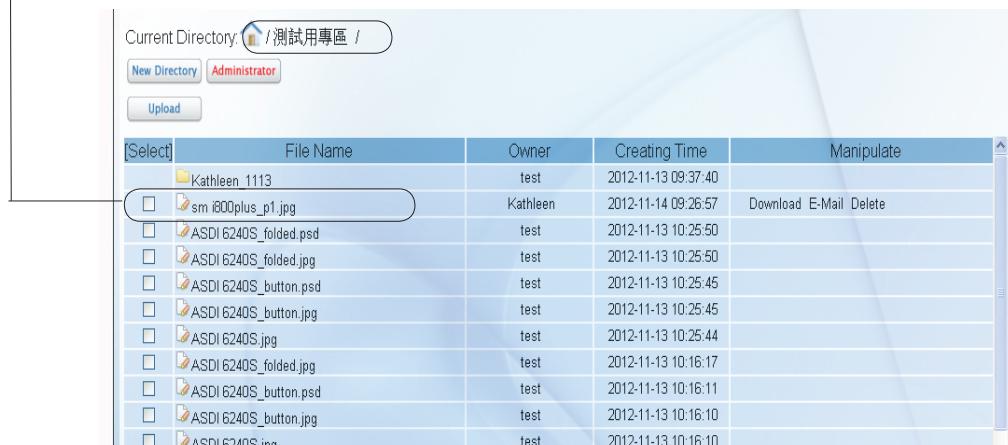 Current Directory: / 測試用專區 /
New Directory Administrator
Upload
[Select] File Name Owner Creating Time Manipulate
Kathleen_1113 test 2012-11-13 09:37:40
sm i800plus_p1.jpg Kathleen 2012-11-14 09:26:57 Download E-Mail Delete
ASDI 6240S_folded.psd test 2012-11-13 10:25:50
ASDI 6240S_folded.jpg test 2012-11-13 10:25:50
ASDI 6240S_button.psd test 2012-11-13 10:25:45
ASDI 6240S_button.jpg test 2012-11-13 10:25:45
ASDI 6240S.jpg test 2012-11-13 10:25:44
ASDI 6240S_folded.jpg test 2012-11-13 10:16:17
ASDI 6240S_button.psd test 2012-11-13 10:16:11
ASDI 6240S_button.jpg test 2012-11-13 10:16:10
ASDI 6240S.jpg test 2012-11-13 10:16:10